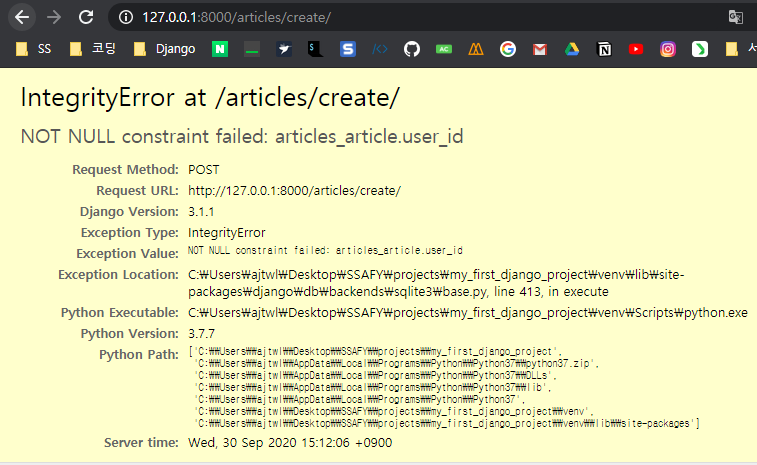 127.0.0.1:8000/articles/create/
SS 코딩 Django
IntegrityError at /articles/create/
NOT NULL constraint failed: articles_article.user_id
Request Method: POST
Request URL: http://127.0.0.1:8000/articles/create/
Django Version: 3.1.1
Exception Type: IntegrityError
Exception Value: NOT NULL constraint failed: articles_article.user_id
Exception Location: C:₩Users₩ajtwl₩Desktop₩SSAFY₩projects₩my_first_django_project₩venv₩lib₩site-
packages₩django₩db₩backends₩sqlite3₩base.py, line 413, in execute
Python Executable: C:₩Users₩ajtwl₩Desktop₩SSAFY₩projects₩my_first_django_project₩venv₩Scripts₩python.exe
Python Version: 3.7.7
Python Path: ['C:₩₩Users₩₩ajtwl₩₩Desktop₩₩SSAFY₩₩projects₩₩my_first_django_project',
'C:₩₩Users₩₩ajtwl₩₩AppData₩₩Local₩₩Programs₩₩Python₩₩Python37₩₩python37.zip',
'C:₩₩Users₩₩ajtwl₩₩AppData₩₩Local₩₩Programs₩₩Python₩₩Python37₩₩DLLs',
'C:₩₩Users₩₩ajtwl₩₩AppData₩₩Local₩₩Programs₩₩Python₩₩Python37₩₩lib',
'C:₩₩Users₩₩ajtwl₩₩AppData₩₩Local₩₩Programs₩₩Python₩₩Python37',
'C:₩₩Users₩₩ajtwl₩₩Desktop₩₩SSAFY₩₩projects₩₩my_first_django_project₩₩venv',
'C:₩₩Users₩₩ajtwl₩₩Desktop₩₩SSAFY₩₩projects₩₩my_first_django_project₩₩venv₩₩lib₩₩site-packages']
Server time: Wed, 30 Sep 2020 15:12:06 +0900